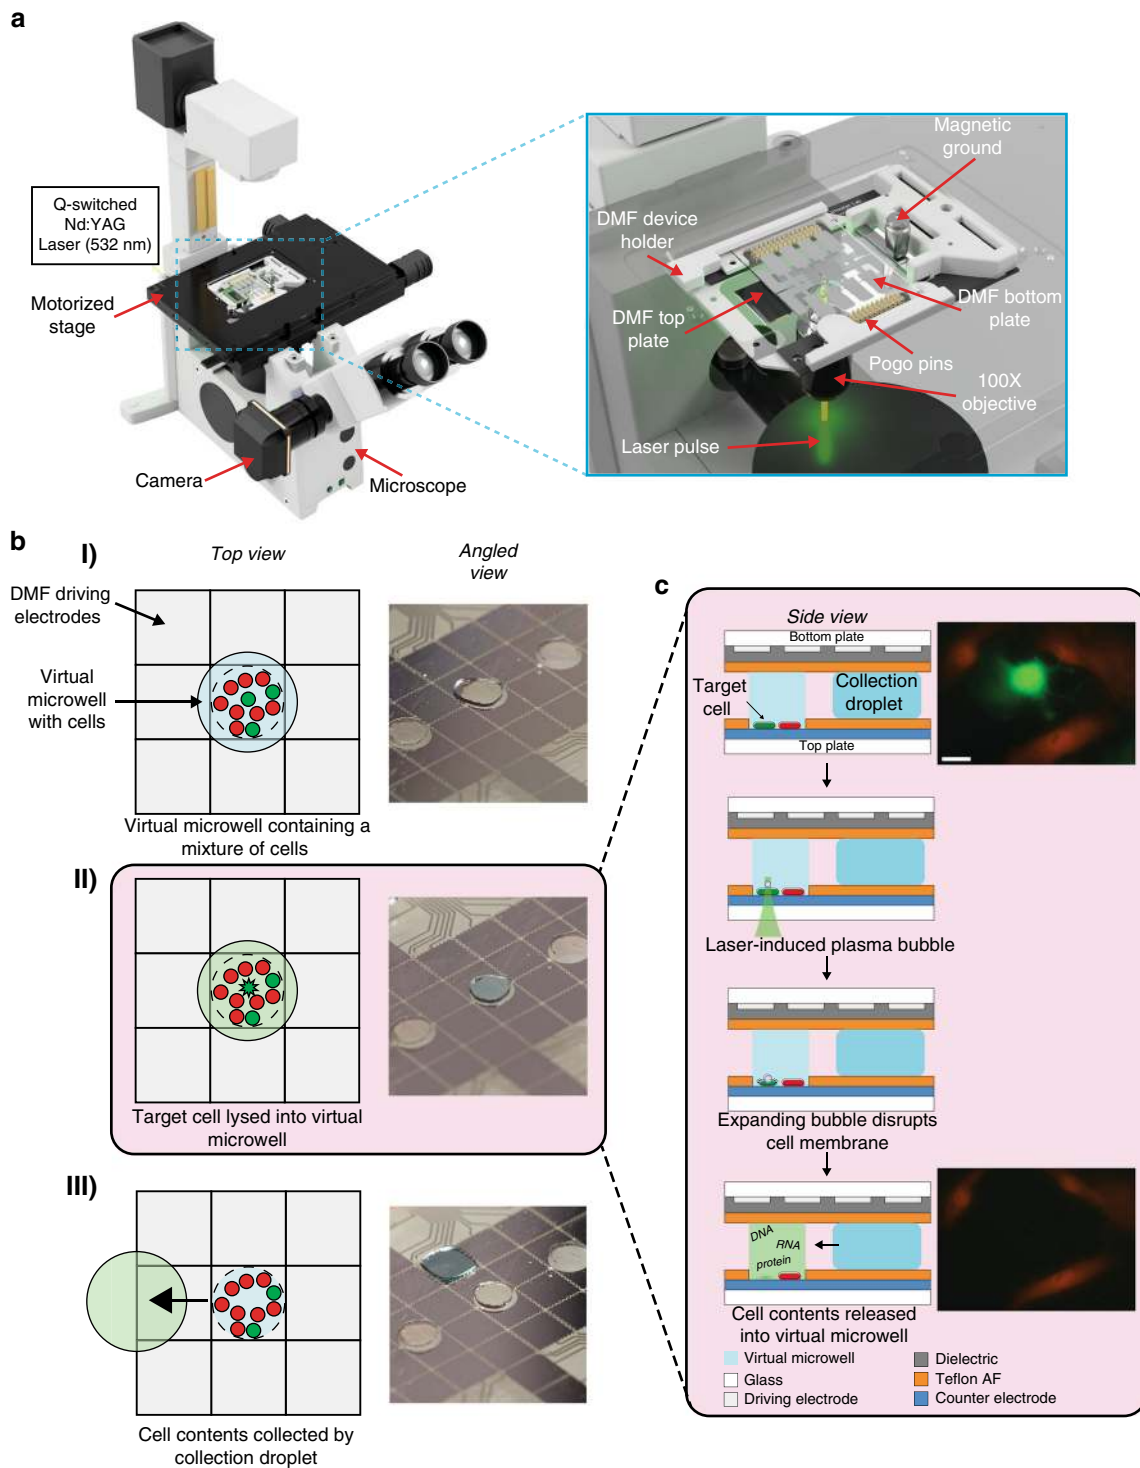 a
Q-switched
Nd:YAG
Laser (532 nm)
Motorized
stage
Camera
Microscope
Magnetic
ground
DMF device
holder
DMF top
plate
DMF bottom
plate
Pogo pins
100X
objective
Laser pulse
b
I)
Top view
Angled
view
DMF driving
electrodes
Virtual
microwell
with cells
Virtual microwell containing a
mixture of cells
II)
Target cell lysed into virtual
microwell
III)
Cell contents collected by
collection droplet
c
Side view
Bottom plate
Target
cell
Collection
droplet
Top plate
Laser-induced plasma bubble
Expanding bubble disrupts
cell membrane
DNA
RNA
protein
Cell contents released
into virtual microwell
Virtual microwell
Glass
Driving electrode
Dielectric
Teflon AF
Counter electrode